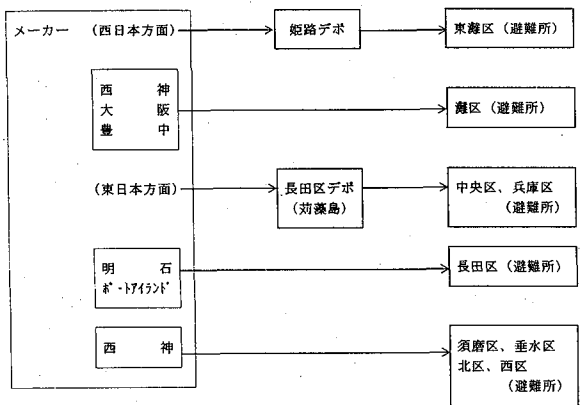 メーカー （西日本方面） 姫路デポ 東灘区（避難所）
西 神
大 阪
豊 中
灘区（避難所）
（東日本方面） 長田区デポ
（苅藻島）
中央区、兵庫区
（避難所）
明 石
ポートアイランド
長田区（避難所）
西 神
須磨区、垂水区
北区、西区
（避難所）